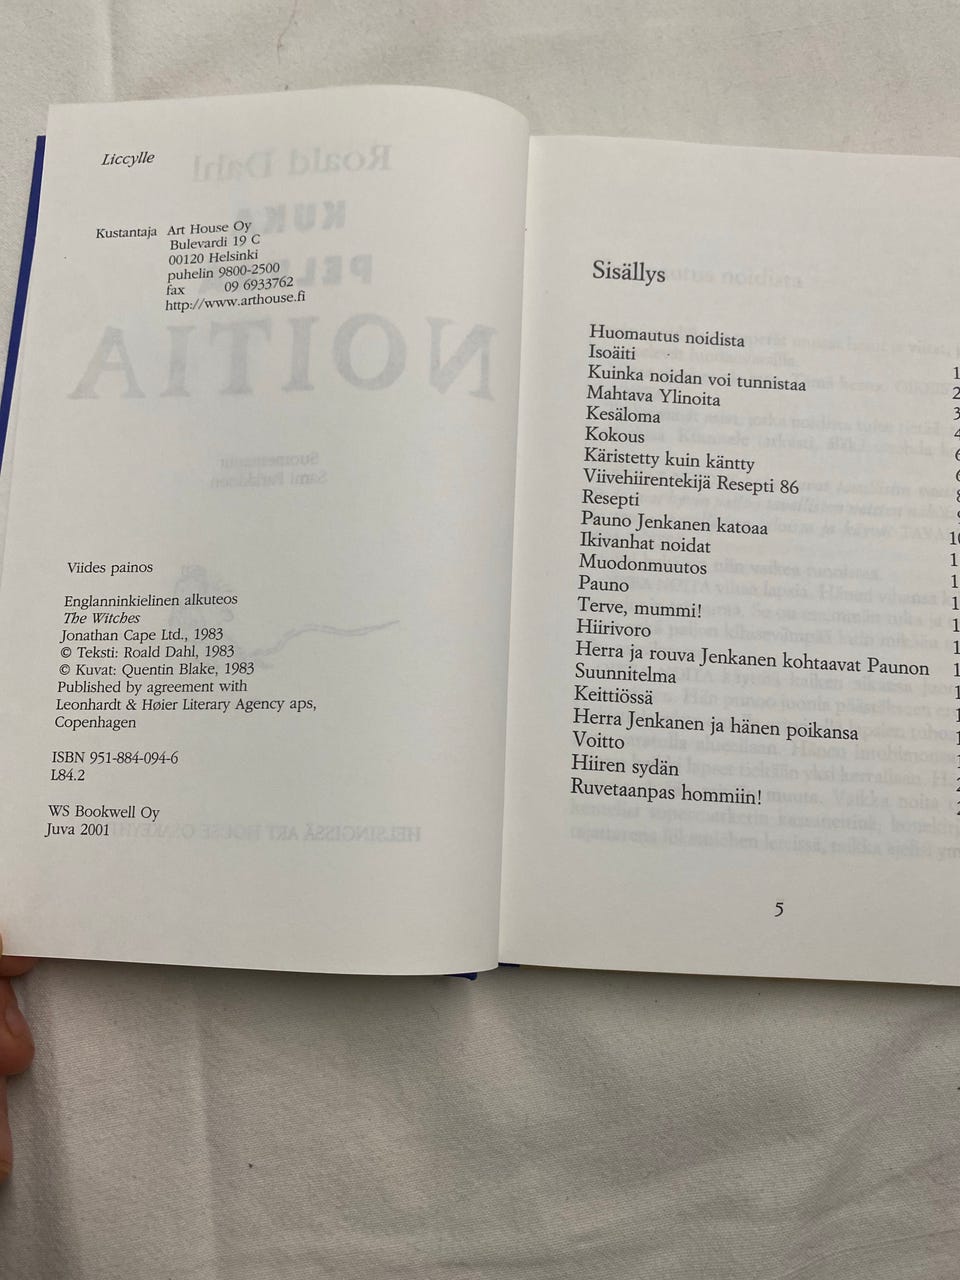 Liccylle
Kustantaja Art House Oy
Bulevardi 19 C
00120 Helsinki
puhelin 9800-2500
fax 09 6933762
http://www.arthouse.fi
Roald Dahl
NOITIA
Viides painos
Englanninkielinen alkuteos
The Witches
Jonathan Cape Ltd., 1983
© Teksti: Roald Dahl, 1983
© Kuvat: Quentin Blake, 1983
Published by agreement with
Leonhardt & Høier Literary Agency aps,
Copenhagen
ISBN 951-884-094-6
L84.2
WS Bookwell Oy
Juva 2001
Sisällys
Huomautus noidista
Isoäiti
Kuinka noidan voi tunnistaa
Mahtava Ylinoita
Kesäloma
Kokous
Käristetty kuin käntty
Viivehiirentekijä Resepti 86
Resepti
Pauno Jenkanen katoaa
Ikivanhat noidat
Muodonmuutos
Pauno
Terve, mummi!
Hiirivoro
Herra ja rouva Jenkanen kohtaavat Paunon
Suunnitelma
Keittiössä
Herra Jenkanen ja hänen poikansa
Voitto
Hiiren sydän
Ruvetaanpas hommiin!
5